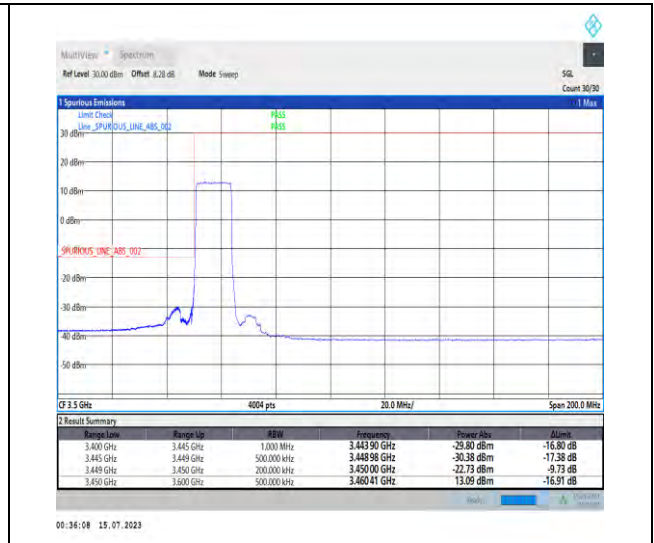 MultiView Spectrum
Ref Level 30.00 dBm Offset 8.28 dB Mode Sweep SGL
Count 30/30
1 Spurious Emissions 1 Max
Limit Check PASS
Line _SPURIOUS_LINE_ABS_002 PASS
30 dBm
20 dBm
10 dBm
0 dBm
_SPURIOUS_LINE_ABS_002
-20 dBm
-30 dBm
-40 dBm
-50 dBm
CF 3.5 GHz 4004 pts 20.0 MHz/ Span 200.0 MHz
2 Result Summary
Range Low Range Up RBW Frequency Power Abs ΔLimit
3.400 GHz 3.445 GHz 1.000 MHz 3.443 90 GHz -29.80 dBm -16.80 dB
3.445 GHz 3.449 GHz 500.000 kHz 3.448 98 GHz -30.38 dBm -17.38 dB
3.449 GHz 3.450 GHz 200.000 kHz 3.450 00 GHz -22.73 dBm -9.73 dB
3.450 GHz 3.600 GHz 500.000 kHz 3.460 41 GHz 13.09 dBm -16.91 dB
Ready
00:36:08 15.07.2023